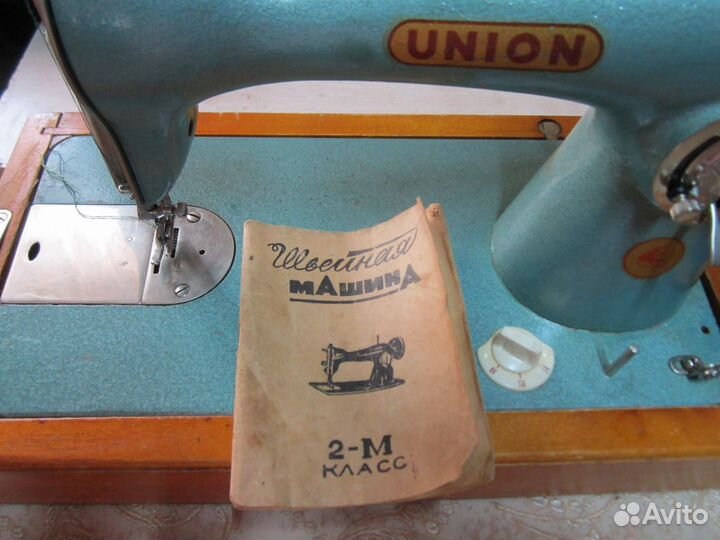 UNION
Швейная
мАшинА
2-М
КЛАСС
Н Ш В
Avito